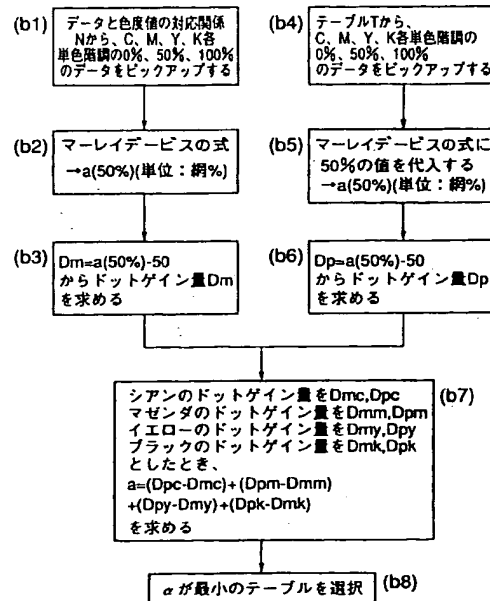 (b1)
データと色度値の対応関係
Nから、C、M、Y、K各
単色階調の0%、50%、100%
のデータをピックアップする
(b2)
マーレイデービスの式
→a(50%)(単位：網%)
(b3)
Dm=a(50%)-50
からドットゲイン量Dm
を求める
(b4)
テーブルTから、
C、M、Y、K各単色階調の
0%、50%、100%
のデータをピックアップする
(b5)
マーレイデービスの式に
50%の値を代入する
→a(50%)(単位：網%)
(b6)
Dp=a(50%)-50
からドットゲイン量Dp
を求める
(b7)
シアンのドットゲイン量をDmc,Dpc
マゼンダのドットゲイン量をDmm,Dpm
イエローのドットゲイン量をDmy,Dpy
ブラックのドットゲイン量をDmk,Dpk
としたとき、
a=(Dpc-Dmc)+(Dpm-Dmm)
+(Dpy-Dmy)+(Dpk-Dmk)
を求める
αが最小のテーブルを選択
(b8)